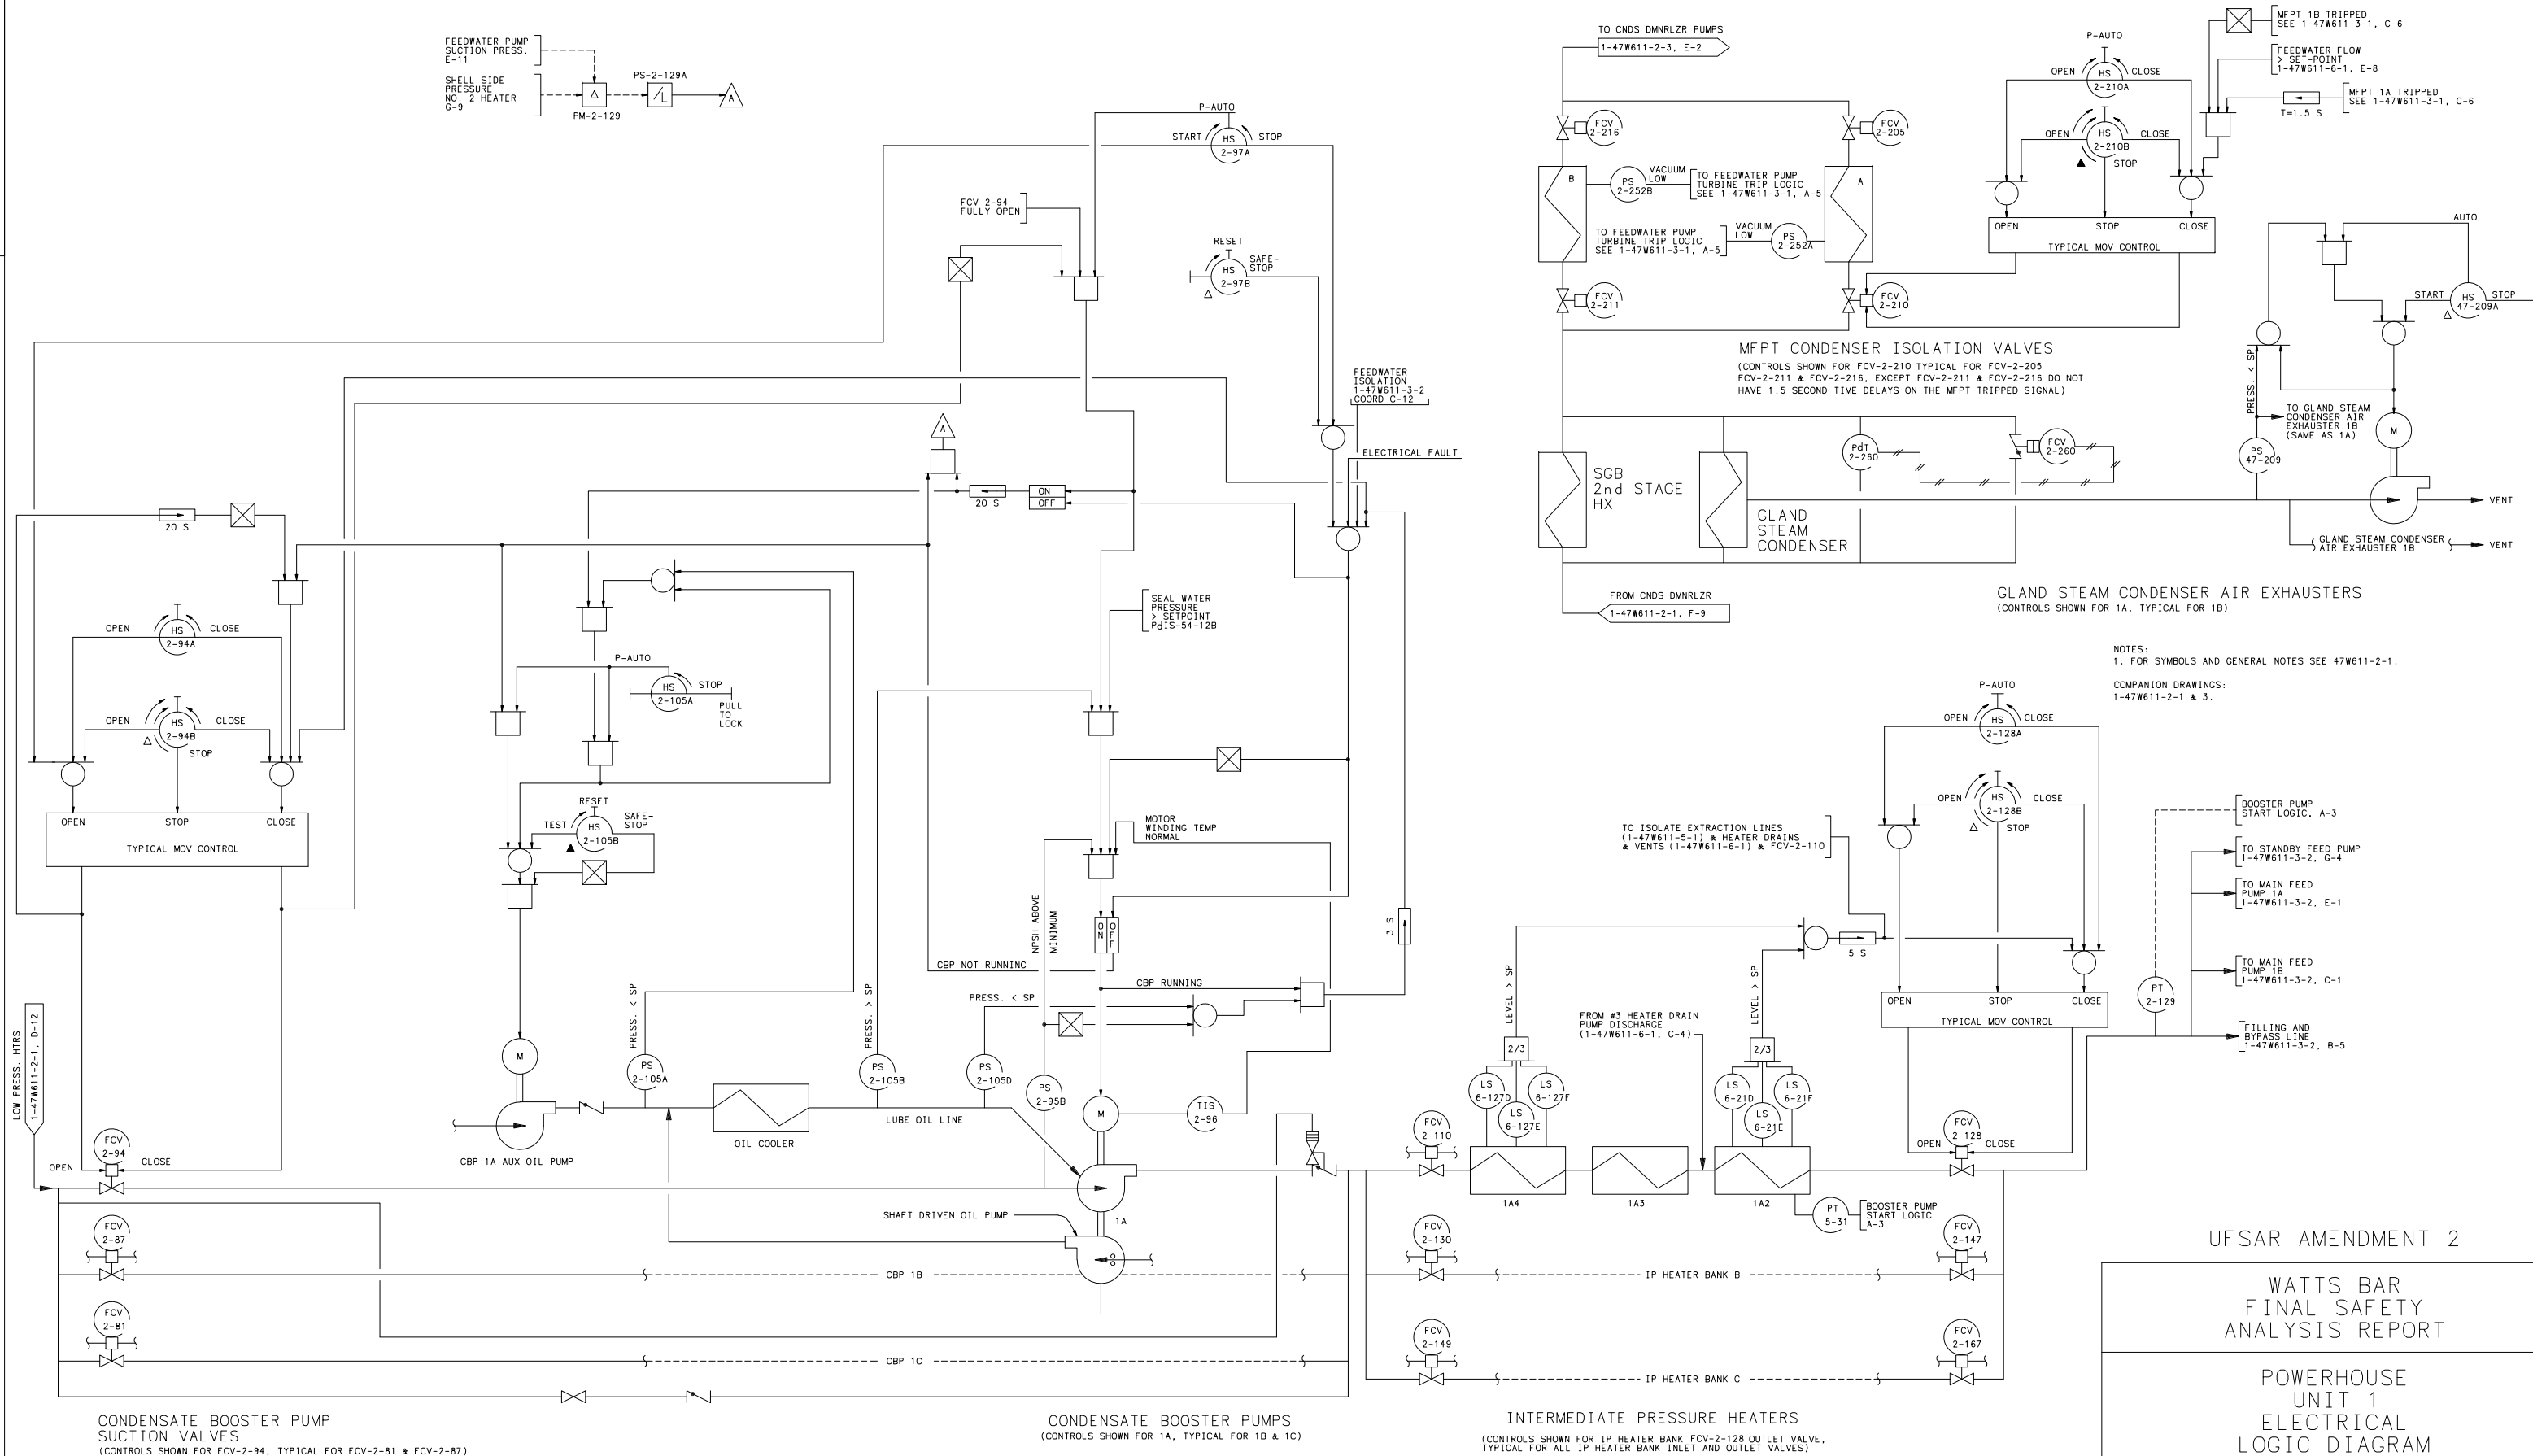 FEEDWATER PUMP
SUCTION PRESS.
E-11
SHELL SIDE
PRESSURE
NO. 2 HEATER
G-9
Δ
PM-2-129
PS-2-129A
/L
A
P-AUTO
START
HS
2-97A
STOP
FCV 2-94
FULLY OPEN
RESET
HS
2-97B
SAFE-
STOP
Δ
FEEDWATER
ISOLATION
1-47W611-3-2
COORD C-12
ELECTRICAL FAULT
A
ON
OFF
20 S
20 S
SEAL WATER
PRESSURE
> SETPOINT
PdIS-54-12B
OPEN
HS
2-94A
CLOSE
OPEN
HS
2-94B
CLOSE
Δ
STOP
OPEN
STOP
CLOSE
TYPICAL MOV CONTROL
P-AUTO
HS
2-105A
STOP
PULL
TO
LOCK
RESET
TEST
HS
2-105B
SAFE-
STOP
MOTOR
WINDING TEMP
NORMAL
NPSH ABOVE
MINIMUM
ON
OFF
3 S
CBP NOT RUNNING
CBP RUNNING
PRESS. < SP
PRESS. < SP
PRESS. > SP
LOW PRESS. HTRS
1-47W611-2-1, D-12
M
CBP 1A AUX OIL PUMP
PS
2-105A
OIL COOLER
PS
2-105B
LUBE OIL LINE
PS
2-105D
PS
2-95B
M
TIS
2-96
1A
SHAFT DRIVEN OIL PUMP
FCV
2-94
OPEN
CLOSE
FCV
2-87
CBP 1B
FCV
2-81
CBP 1C
CONDENSATE BOOSTER PUMP
SUCTION VALVES
(CONTROLS SHOWN FOR FCV-2-94, TYPICAL FOR FCV-2-81 & FCV-2-87)
CONDENSATE BOOSTER PUMPS
(CONTROLS SHOWN FOR 1A, TYPICAL FOR 1B & 1C)
TO CNDS DMNRLZR PUMPS
1-47W611-2-3, E-2
FCV
2-216
FCV
2-205
B
PS
2-252B
VACUUM
LOW
TO FEEDWATER PUMP
TURBINE TRIP LOGIC
SEE 1-47W611-3-1, A-5
A
TO FEEDWATER PUMP
TURBINE TRIP LOGIC
SEE 1-47W611-3-1, A-5
VACUUM
LOW
PS
2-252A
FCV
2-211
FCV
2-210
P-AUTO
OPEN
HS
2-210A
CLOSE
OPEN
HS
2-210B
CLOSE
STOP
OPEN
STOP
CLOSE
TYPICAL MOV CONTROL
MFPT 1B TRIPPED
SEE 1-47W611-3-1, C-6
FEEDWATER FLOW
> SET-POINT
1-47W611-6-1, E-8
MFPT 1A TRIPPED
SEE 1-47W611-3-1, C-6
T=1.5 S
MFPT CONDENSER ISOLATION VALVES
(CONTROLS SHOWN FOR FCV-2-210 TYPICAL FOR FCV-2-205
FCV-2-211 & FCV-2-216, EXCEPT FCV-2-211 & FCV-2-216 DO NOT
HAVE 1.5 SECOND TIME DELAYS ON THE MFPT TRIPPED SIGNAL)
AUTO
START
HS
47-209A
STOP
Δ
PRESS. < SP
TO GLAND STEAM
CONDENSER AIR
EXHAUSTER 1B
(SAME AS 1A)
PS
47-209
M
VENT
GLAND STEAM CONDENSER
AIR EXHAUSTER 1B
VENT
SGB
2nd STAGE
HX
GLAND
STEAM
CONDENSER
PdT
2-260
FCV
2-260
FROM CNDS DMNRLZR
1-47W611-2-1, F-9
GLAND STEAM CONDENSER AIR EXHAUSTERS
(CONTROLS SHOWN FOR 1A, TYPICAL FOR 1B)
NOTES:
1. FOR SYMBOLS AND GENERAL NOTES SEE 47W611-2-1.
COMPANION DRAWINGS:
1-47W611-2-1 & 3.
P-AUTO
OPEN
HS
2-128A
CLOSE
OPEN
HS
2-128B
CLOSE
Δ
STOP
OPEN
STOP
CLOSE
TYPICAL MOV CONTROL
TO ISOLATE EXTRACTION LINES
(1-47W611-5-1) & HEATER DRAINS
& VENTS (1-47W611-6-1) & FCV-2-110
5 S
LEVEL > SP
LEVEL > SP
FROM #3 HEATER DRAIN
PUMP DISCHARGE
(1-47W611-6-1, C-4)
2/3
LS
6-127D
LS
6-127E
LS
6-127F
2/3
LS
6-21D
LS
6-21E
LS
6-21F
FCV
2-110
1A4
1A3
1A2
OPEN
FCV
2-128
CLOSE
PT
5-31
BOOSTER PUMP
START LOGIC
A-3
PT
2-129
BOOSTER PUMP
START LOGIC, A-3
TO STANDBY FEED PUMP
1-47W611-3-2, G-4
TO MAIN FEED
PUMP 1A
1-47W611-3-2, E-1
TO MAIN FEED
PUMP 1B
1-47W611-3-2, C-1
FILLING AND
BYPASS LINE
1-47W611-3-2, B-5
FCV
2-130
IP HEATER BANK B
FCV
2-147
FCV
2-149
IP HEATER BANK C
FCV
2-167
INTERMEDIATE PRESSURE HEATERS
(CONTROLS SHOWN FOR IP HEATER BANK FCV-2-128 OUTLET VALVE,
TYPICAL FOR ALL IP HEATER BANK INLET AND OUTLET VALVES)
UFSAR AMENDMENT 2
WATTS BAR
FINAL SAFETY
ANALYSIS REPORT
POWERHOUSE
UNIT 1
ELECTRICAL
LOGIC DIAGRAM